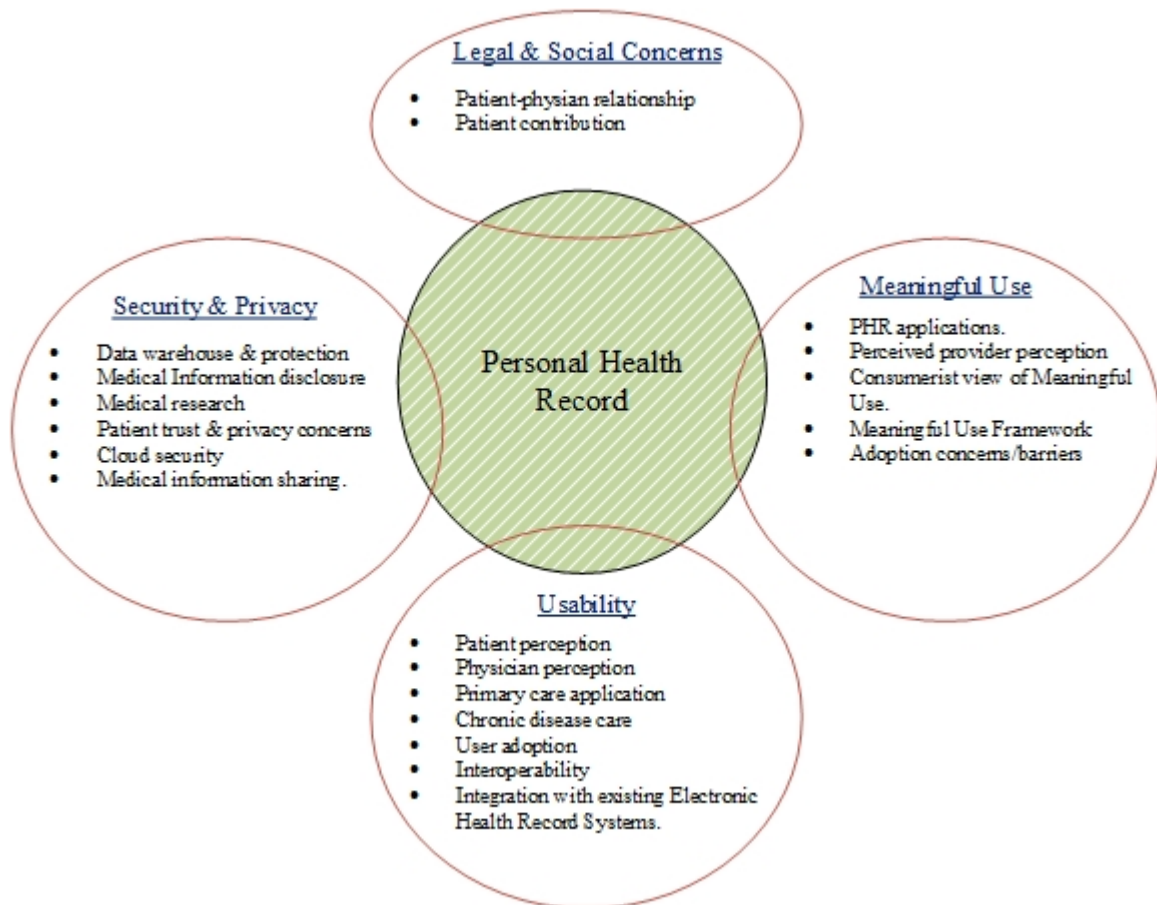 Legal & Social Concerns
• Patient-physian relationship
• Patient contribution
Security & Privacy
• Data warehouse & protection
• Medical Information disclosure
• Medical research
• Patient trust & privacy concerns
• Cloud security
• Medical information sharing.
Personal Health
Record
Meaningful Use
• PHR applications.
• Perceived provider perception
• Consumerist view of Meaningful
Use.
• Meaningful Use Framework
• Adoption concerns/barriers
Usability
• Patient perception
• Physician perception
• Primary care application
• Chronic disease care
• User adoption
• Interoperability
• Integration with existing Electronic
Health Record Systems.